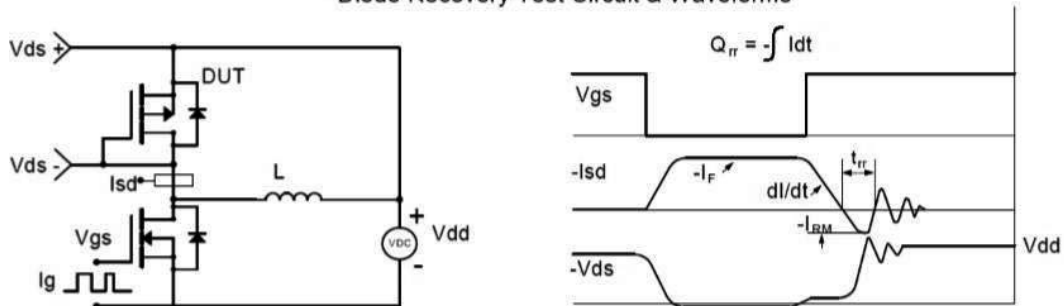 Diode Recovery Test Circuit & Waveforms
Vds +
DUT
Vds -
Isd
L
Vgs
Ig
+
VDC
-
Vdd
Q_rr = -∫ Idt
Vgs
-Isd
-I_F
dI/dt
t_rr
-I_RM
Vdd
-Vds